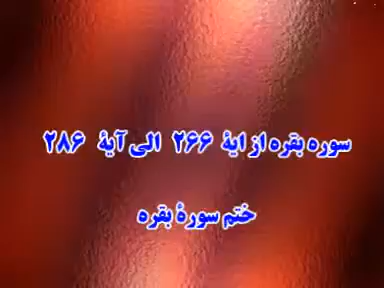 سوره بقره از ایهٔ ۲۶۶ الی آیهٔ ۲۸۶
ختم سورهٔ بقره